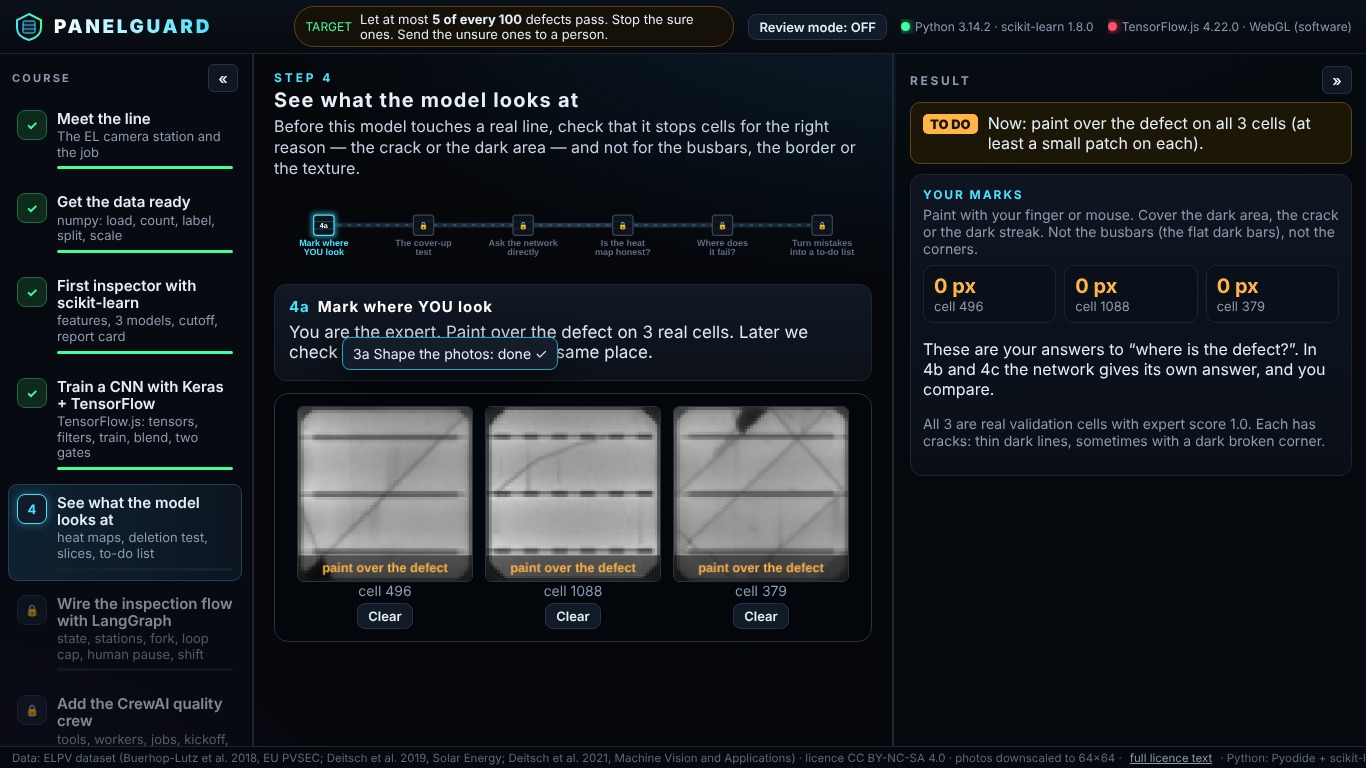 PANELGUARD
TARGET
Let at most 5 of every 100 defects pass. Stop the sure
ones. Send the unsure ones to a person.
Review mode: OFF
Python 3.14.2 · scikit-learn 1.8.0
TensorFlow.js 4.22.0 · WebGL (software)
COURSE
«
Meet the line
The EL camera station and
the job
Get the data ready
numpy: load, count, label,
split, scale
First inspector with
scikit-learn
features, 3 models, cutoff,
report card
Train a CNN with Keras
+ TensorFlow
TensorFlow.js: tensors,
filters, train, blend, two
gates
4
See what the model
looks at
heat maps, deletion test,
slices, to-do list
Wire the inspection flow
with LangGraph
state, stations, fork, loop
cap, human pause, shift
Add the CrewAI quality
crew
tools, workers, jobs, kickoff,
STEP 4
See what the model looks at
Before this model touches a real line, check that it stops cells for the right
reason — the crack or the dark area — and not for the busbars, the border or
the texture.
4a
Mark where
YOU look
The cover-up
test
Ask the network
directly
Is the heat
map honest?
Where does
it fail?
Turn mistakes
into a to-do list
4a Mark where YOU look
You are the expert. Paint over the defect on 3 real cells. Later we
check
3a Shape the photos: done ✓
same place.
paint over the defect
paint over the defect
paint over the defect
cell 496
cell 1088
cell 379
Clear
Clear
Clear
RESULT
»
TO DO
Now: paint over the defect on all 3 cells (at
least a small patch on each).
YOUR MARKS
Paint with your finger or mouse. Cover the dark area, the crack
or the dark streak. Not the busbars (the flat dark bars), not the
corners.
0 px
cell 496
0 px
cell 1088
0 px
cell 379
These are your answers to “where is the defect?”. In
4b and 4c the network gives its own answer, and you
compare.
All 3 are real validation cells with expert score 1.0. Each has
cracks: thin dark lines, sometimes with a dark broken corner.
Data: ELPV dataset (Buerhop-Lutz et al. 2018, EU PVSEC; Deitsch et al. 2019, Solar Energy; Deitsch et al. 2021, Machine Vision and Applications) · licence CC BY-NC-SA 4.0 · photos downscaled to 64×64 · full licence text · Python: Pyodide + scikit-